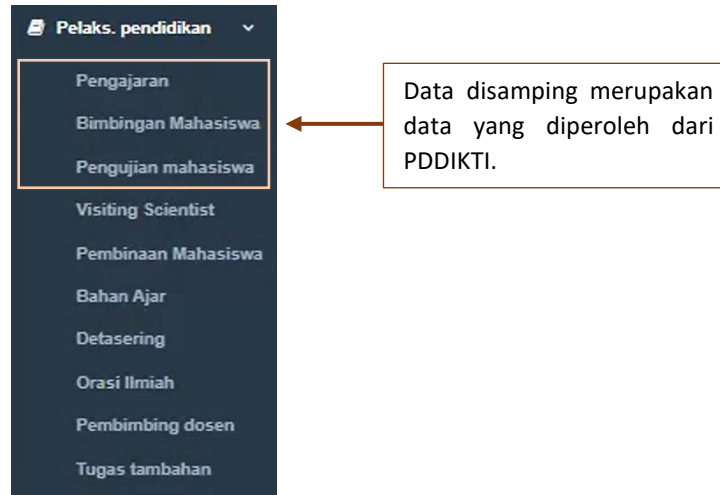 Pelaks. pendidikan
Pengajaran
Bimbingan Mahasiswa
Pengujian mahasiswa
Visiting Scientist
Pembinaan Mahasiswa
Bahan Ajar
Detasering
Orasi Ilmiah
Pembimbing dosen
Tugas tambahan
Data disamping merupakan
data yang diperoleh dari
PDDIKTI.